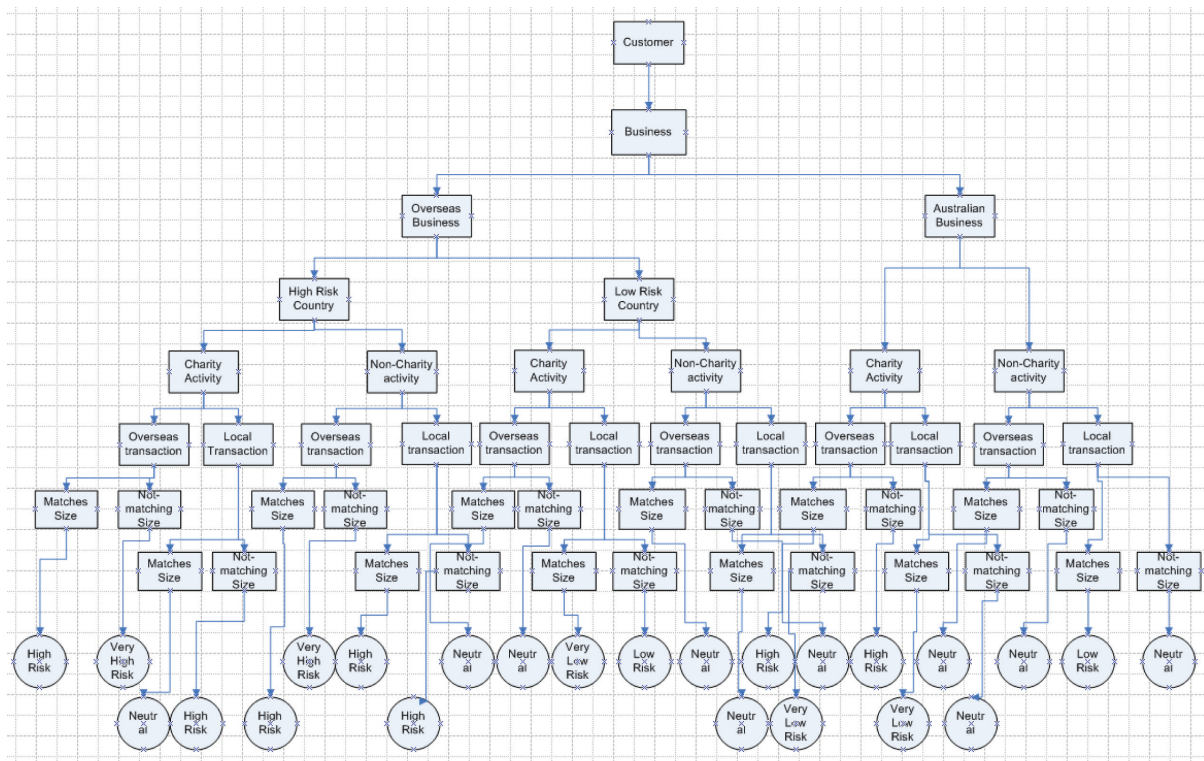 Customer
Business
Overseas
Business
Australian
Business
High Risk
Country
Low Risk
Country
Charity
Activity
Non-Charity
activity
Charity
Activity
Non-Charity
activity
Charity
Activity
Non-Charity
activity
Overseas
transaction
Local
Transaction
Overseas
transaction
Local
transaction
Overseas
transaction
Local
transaction
Overseas
transaction
Local
transaction
Overseas
transaction
Local
transaction
Overseas
transaction
Local
transaction
Matches
Size
Not-
matching
Size
Matches
Size
Not-
matching
Size
Matches
Size
Not-
matching
Size
Matches
Size
Not-
matching
Size
Matches
Size
Not-
matching
Size
Matches
Size
Not-
matching
Size
Matches
Size
Not-
matching
Size
Matches
Size
Not-
matching
Size
Matches
Size
Not-
matching
Size
Matches
Size
Not-
matching
Size
Matches
Size
Not-
matching
Size
Matches
Size
Not-
matching
Size
High
Risk
Very
High
Risk
Very
High
Risk
High
Risk
Neutr
al
Neutr
al
Very
Low
Risk
Low
Risk
Neutr
al
High
Risk
Neutr
al
High
Risk
Neutr
al
Neutr
al
Low
Risk
Neutr
al
Neutr
al
High
Risk
High
Risk
High
Risk
Neutr
al
Very
Low
Risk
Very
Low
Risk
Neutr
al